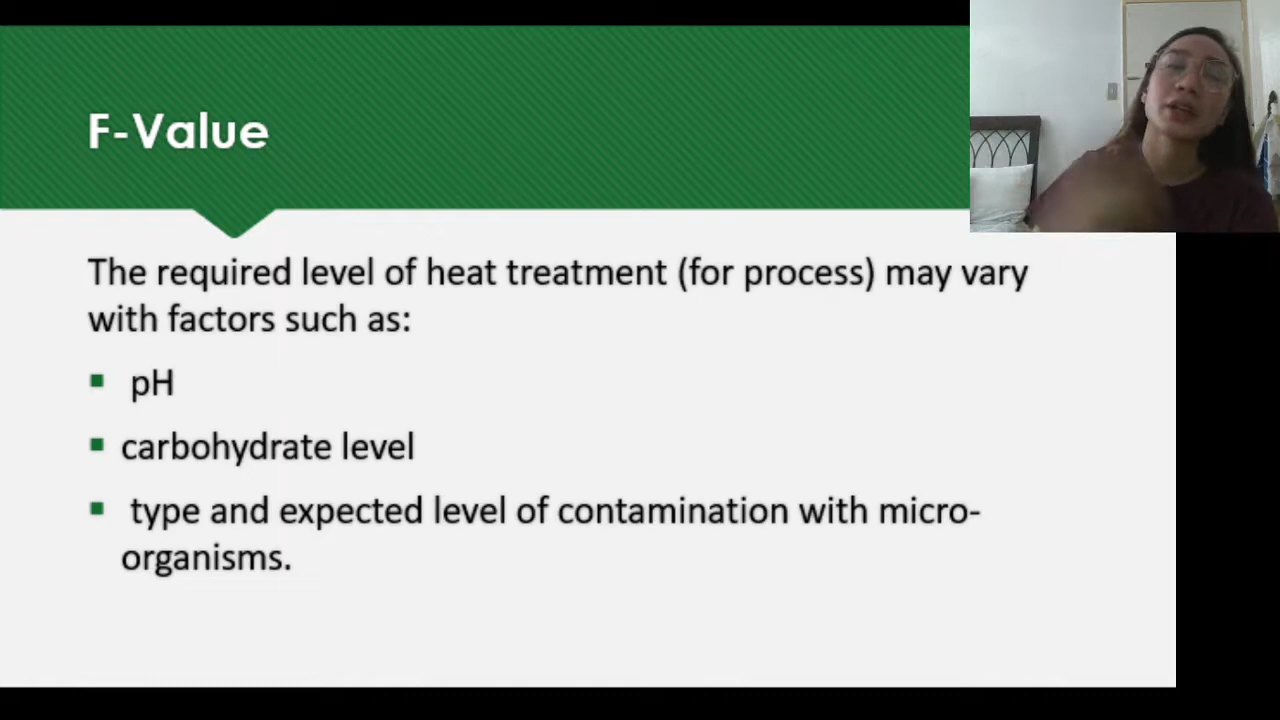 F-Value
The required level of heat treatment (for process) may vary
with factors such as:
pH
carbohydrate level
type and expected level of contamination with micro-
organisms.